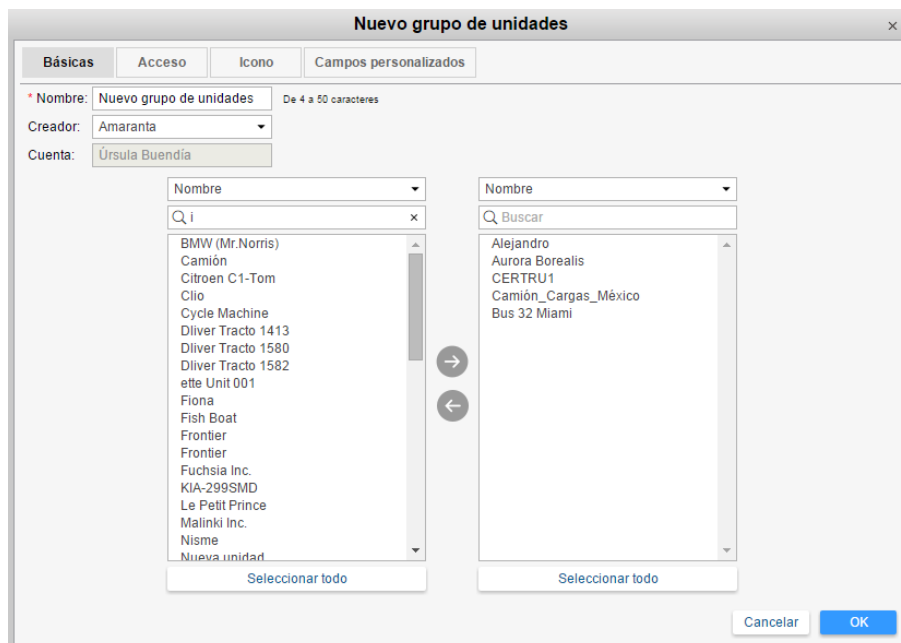 Nuevo grupo de unidades ×
Básicas Acceso Icono Campos personalizados
* Nombre: Nuevo grupo de unidades De 4 a 50 caracteres
Creador: Amaranta
Cuenta: Úrsula Buendía
Nombre
i ×
BMW (Mr.Norris)
Camión
Citroen C1-Tom
Clio
Cycle Machine
Dliver Tracto 1413
Dliver Tracto 1580
Dliver Tracto 1582
ette Unit 001
Fiona
Fish Boat
Frontier
Frontier
Fuchsia Inc.
KIA-299SMD
Le Petit Prince
Malinki Inc.
Nisme
Nueva unidad
Seleccionar todo
Nombre
Buscar
Alejandro
Aurora Borealis
CERTRU1
Camión_Cargas_México
Bus 32 Miami
Seleccionar todo
Cancelar OK